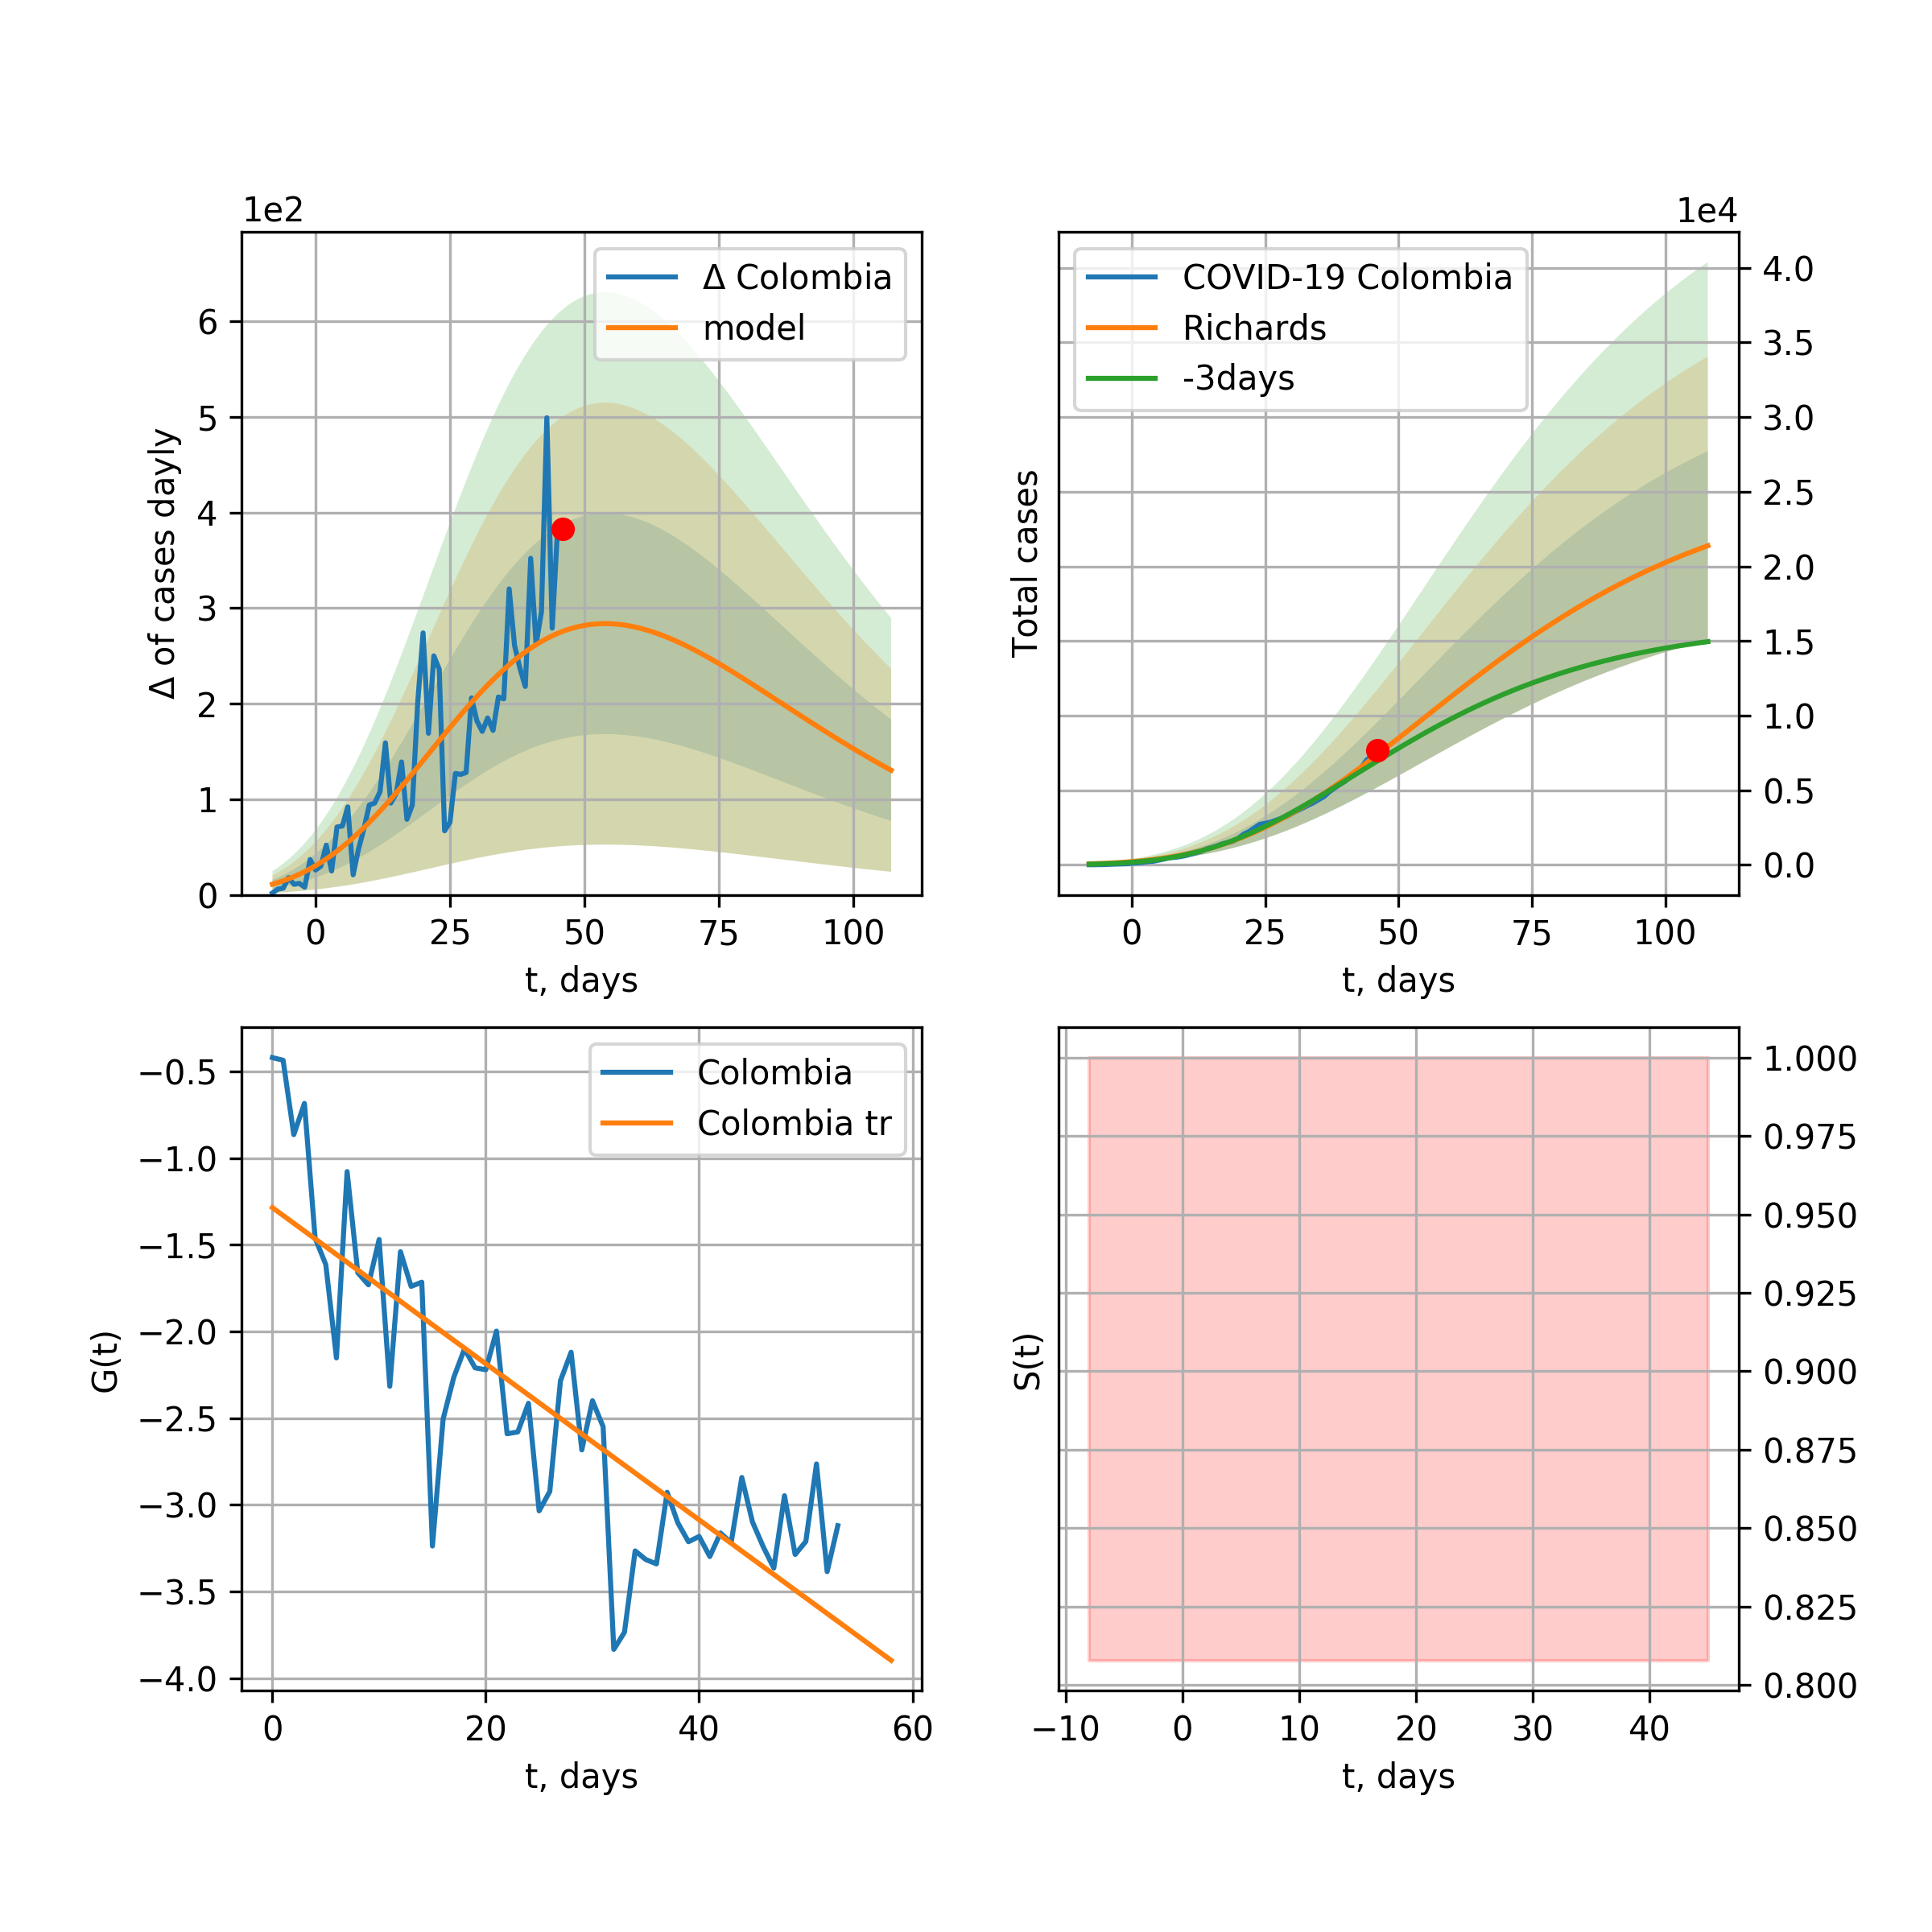 1e2
Δ of cases dayly
6
5
4
3
2
1
0
Δ Colombia
model
0 25 50 75 100
t, days
1e4
Total cases
COVID-19 Colombia
Richards
-3days
4.0
3.5
3.0
2.5
2.0
1.5
1.0
0.5
0.0
0 25 50 75 100
t, days
G(t)
−0.5
−1.0
−1.5
−2.0
−2.5
−3.0
−3.5
−4.0
Colombia
Colombia tr
0 20 40 60
t, days
S(t)
1.000
0.975
0.950
0.925
0.900
0.875
0.850
0.825
0.800
−10 0 10 20 30 40
t, days